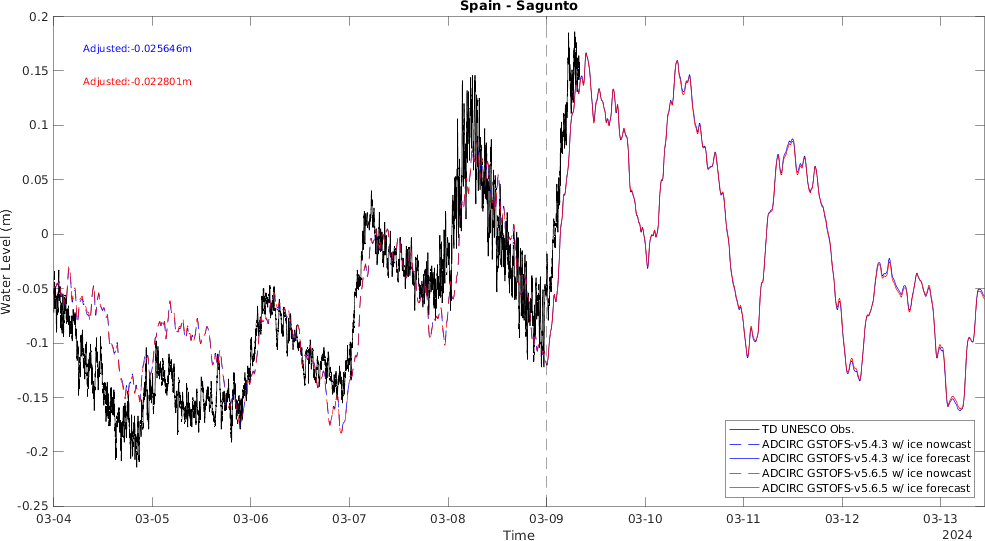 Spain - Sagunto
Adjusted:-0.025646m
Adjusted:-0.022801m
0.2
0.15
0.1
0.05
0
-0.05
-0.1
-0.15
-0.2
-0.25
Water Level (m)
03-04 03-05 03-06 03-07 03-08 03-09 03-10 03-11 03-12 03-13
Time
2024
TD UNESCO Obs.
ADCIRC GSTOFS-v5.4.3 w/ ice nowcast
ADCIRC GSTOFS-v5.4.3 w/ ice forecast
ADCIRC GSTOFS-v5.6.5 w/ ice nowcast
ADCIRC GSTOFS-v5.6.5 w/ ice forecast